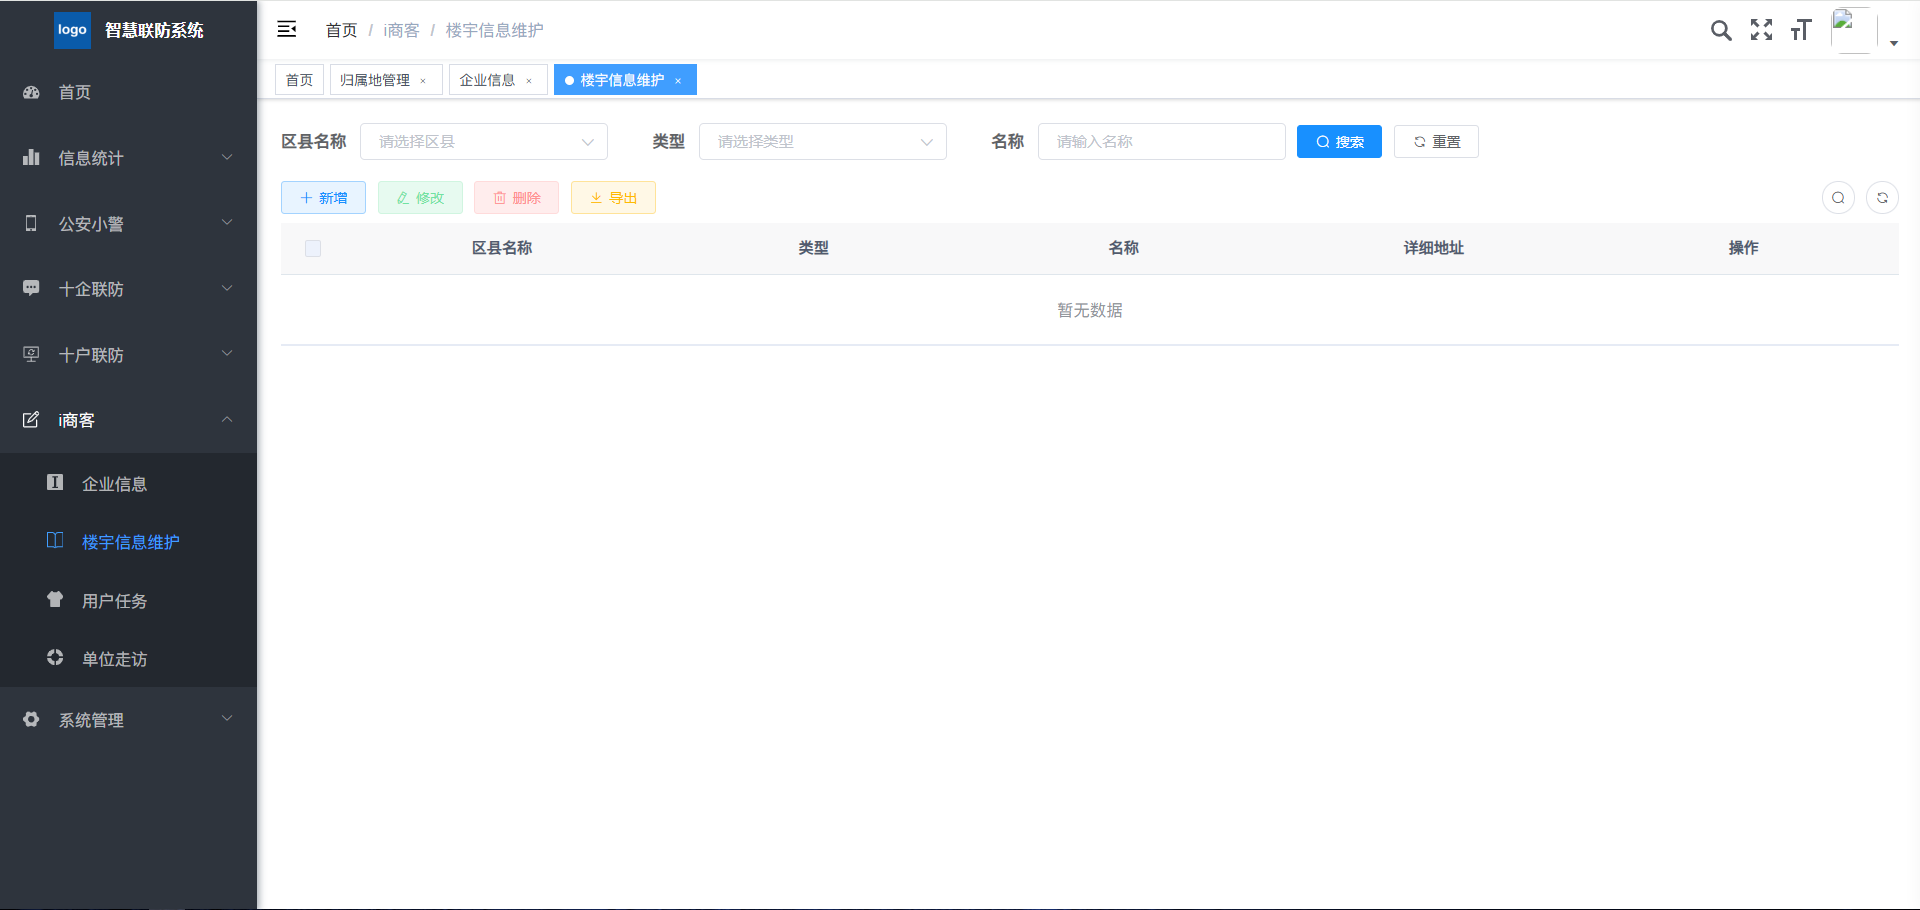 logo 智慧联防系统
首页
信息统计
公安小警
十企联防
十户联防
i商客
企业信息
楼宇信息维护
用户任务
单位走访
系统管理
首页 / i商客 / 楼宇信息维护
首页 归属地管理 × 企业信息 × 楼宇信息维护 ×
区县名称 请选择区县 类型 请选择类型 名称 请输入名称 搜索 重置
新增 修改 删除 导出
区县名称 类型 名称 详细地址 操作
暂无数据